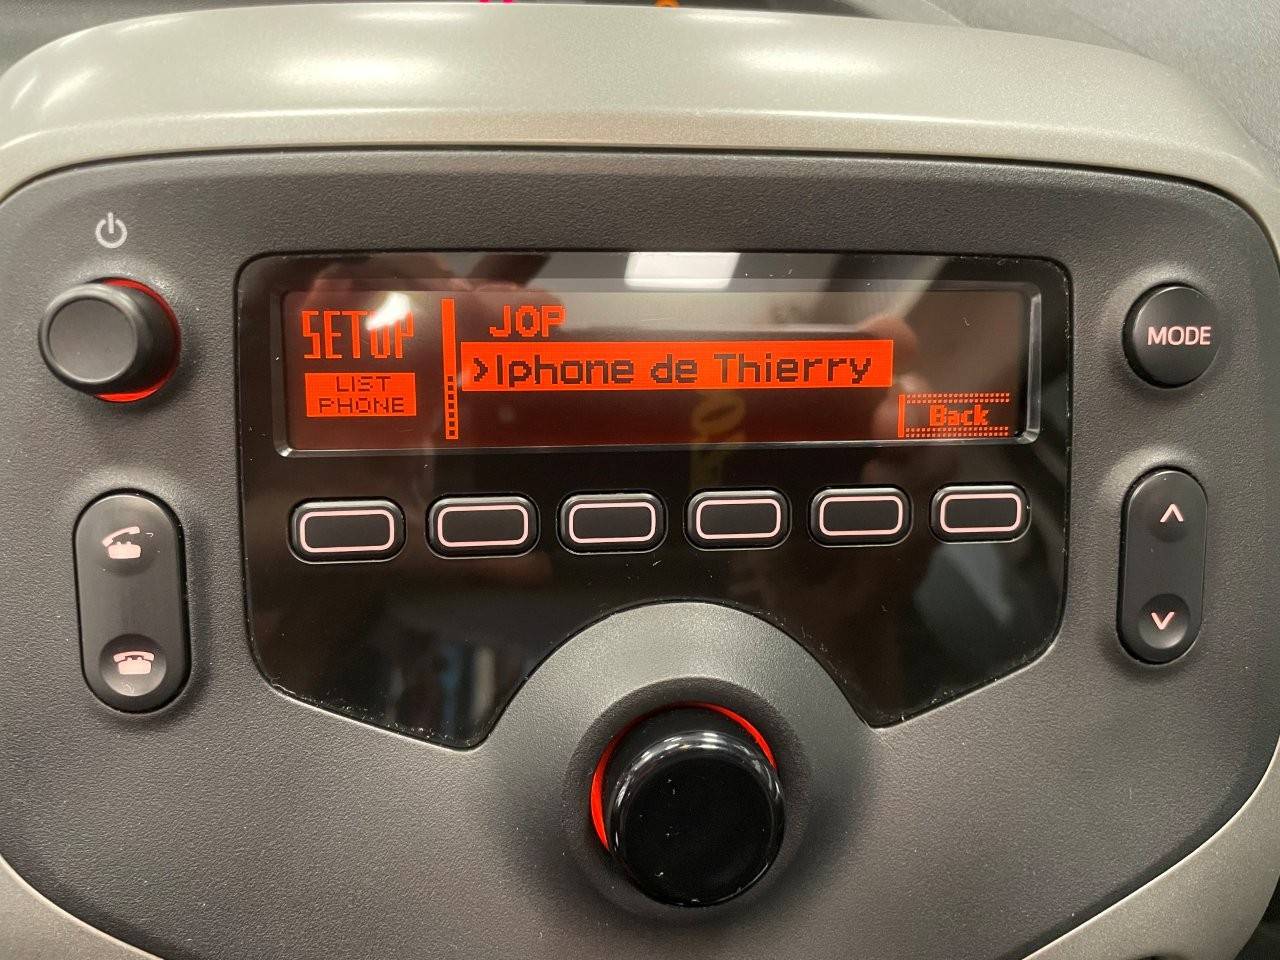 SETUP
LIST
PHONE
JOP
>Iphone de Thierry
Back
MODE